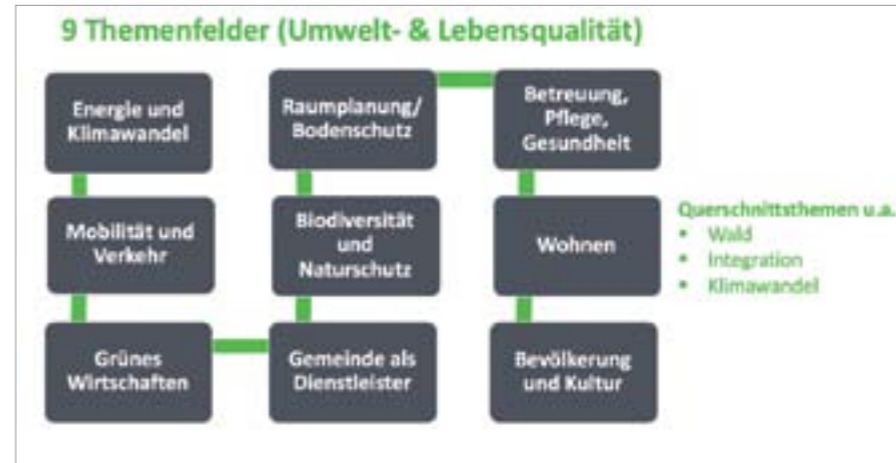 9 Themenfelder (Umwelt- & Lebensqualität)
Energie und
Klimawandel
Mobilität und
Verkehr
Grünes
Wirtschaften
Gemeinde als
Dienstleister
Biodiversität
und
Naturschutz
Raumplanung/
Bodenschutz
Betreuung,
Pflege,
Gesundheit
Wohnen
Bevölkerung
und Kultur
Querschnittsthemen u.a.
• Wald
• Integration
• Klimawandel